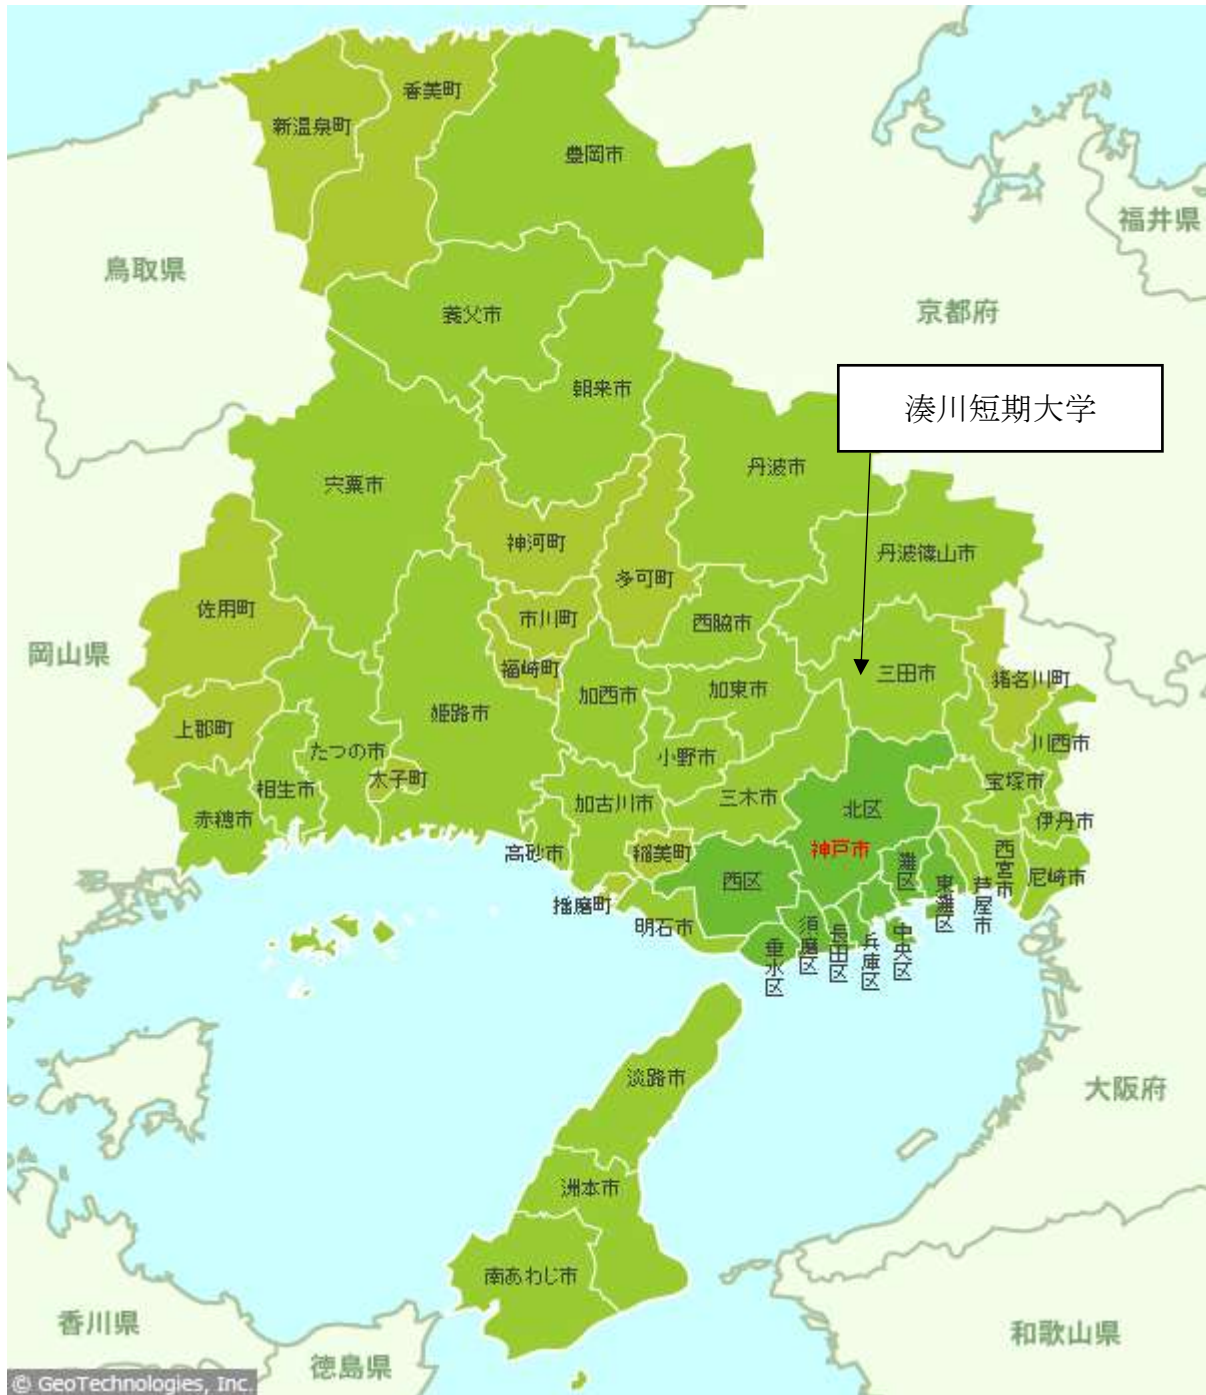 香美町
新温泉町
豊岡市
福井県
鳥取県
京都府
養父市
朝来市
湊川短期大学
丹波市
宍粟市
神河町
丹波篠山市
多可町
佐用町
市川町
西脇市
岡山県
福崎町
三田市
猪名川町
加西市
加東市
姫路市
上郡町
たつの市
川西市
小野市
太子町
宝塚市
相生市
三木市
加古川市
北区
赤穂市
伊丹市
神戸市
高砂市
稲美町
灘区
西宮市
西区
尼崎市
東灘区
芦屋市
播磨町
明石市
須磨区
長田区
兵庫区
中央区
垂水区
淡路市
大阪府
洲本市
南あわじ市
香川県
和歌山県
徳島県
© GeoTechnologies, Inc.